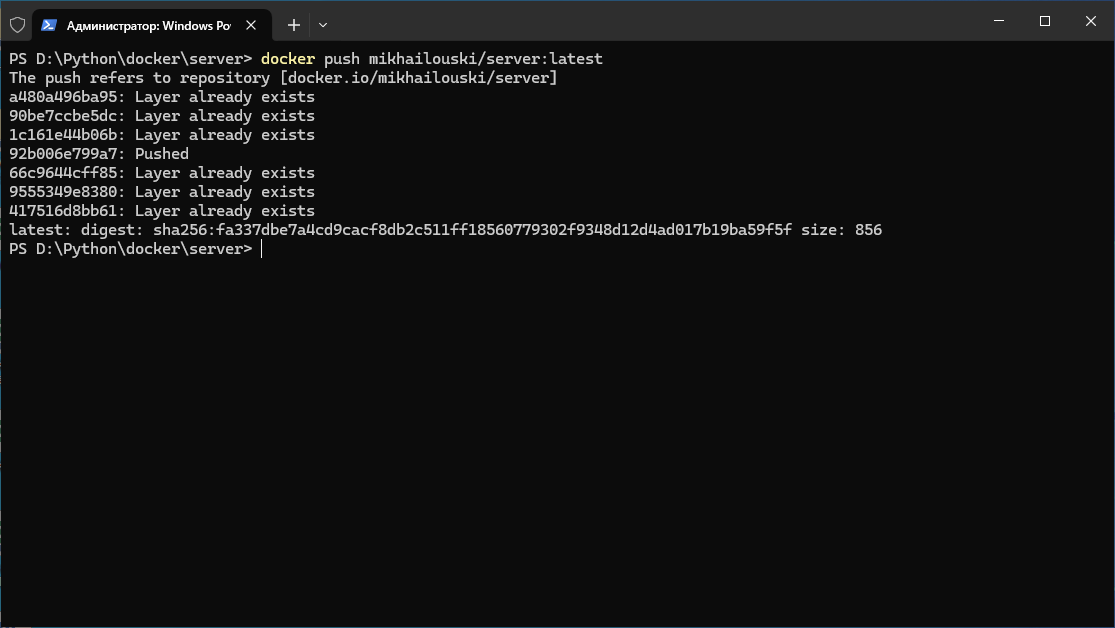 Администратор: Windows Po
PS D:\Python\docker\server> docker push mikhailouski/server:latest
The push refers to repository [docker.io/mikhailouski/server]
a480a496ba95: Layer already exists
90be7ccbe5dc: Layer already exists
1c161e44b06b: Layer already exists
92b006e799a7: Pushed
66c9644cff85: Layer already exists
9555349e8380: Layer already exists
417516d8bb61: Layer already exists
latest: digest: sha256:fa337dbe7a4cd9cacf8db2c511ff18560779302f9348d12d4ad017b19ba59f5f size: 856
PS D:\Python\docker\server>